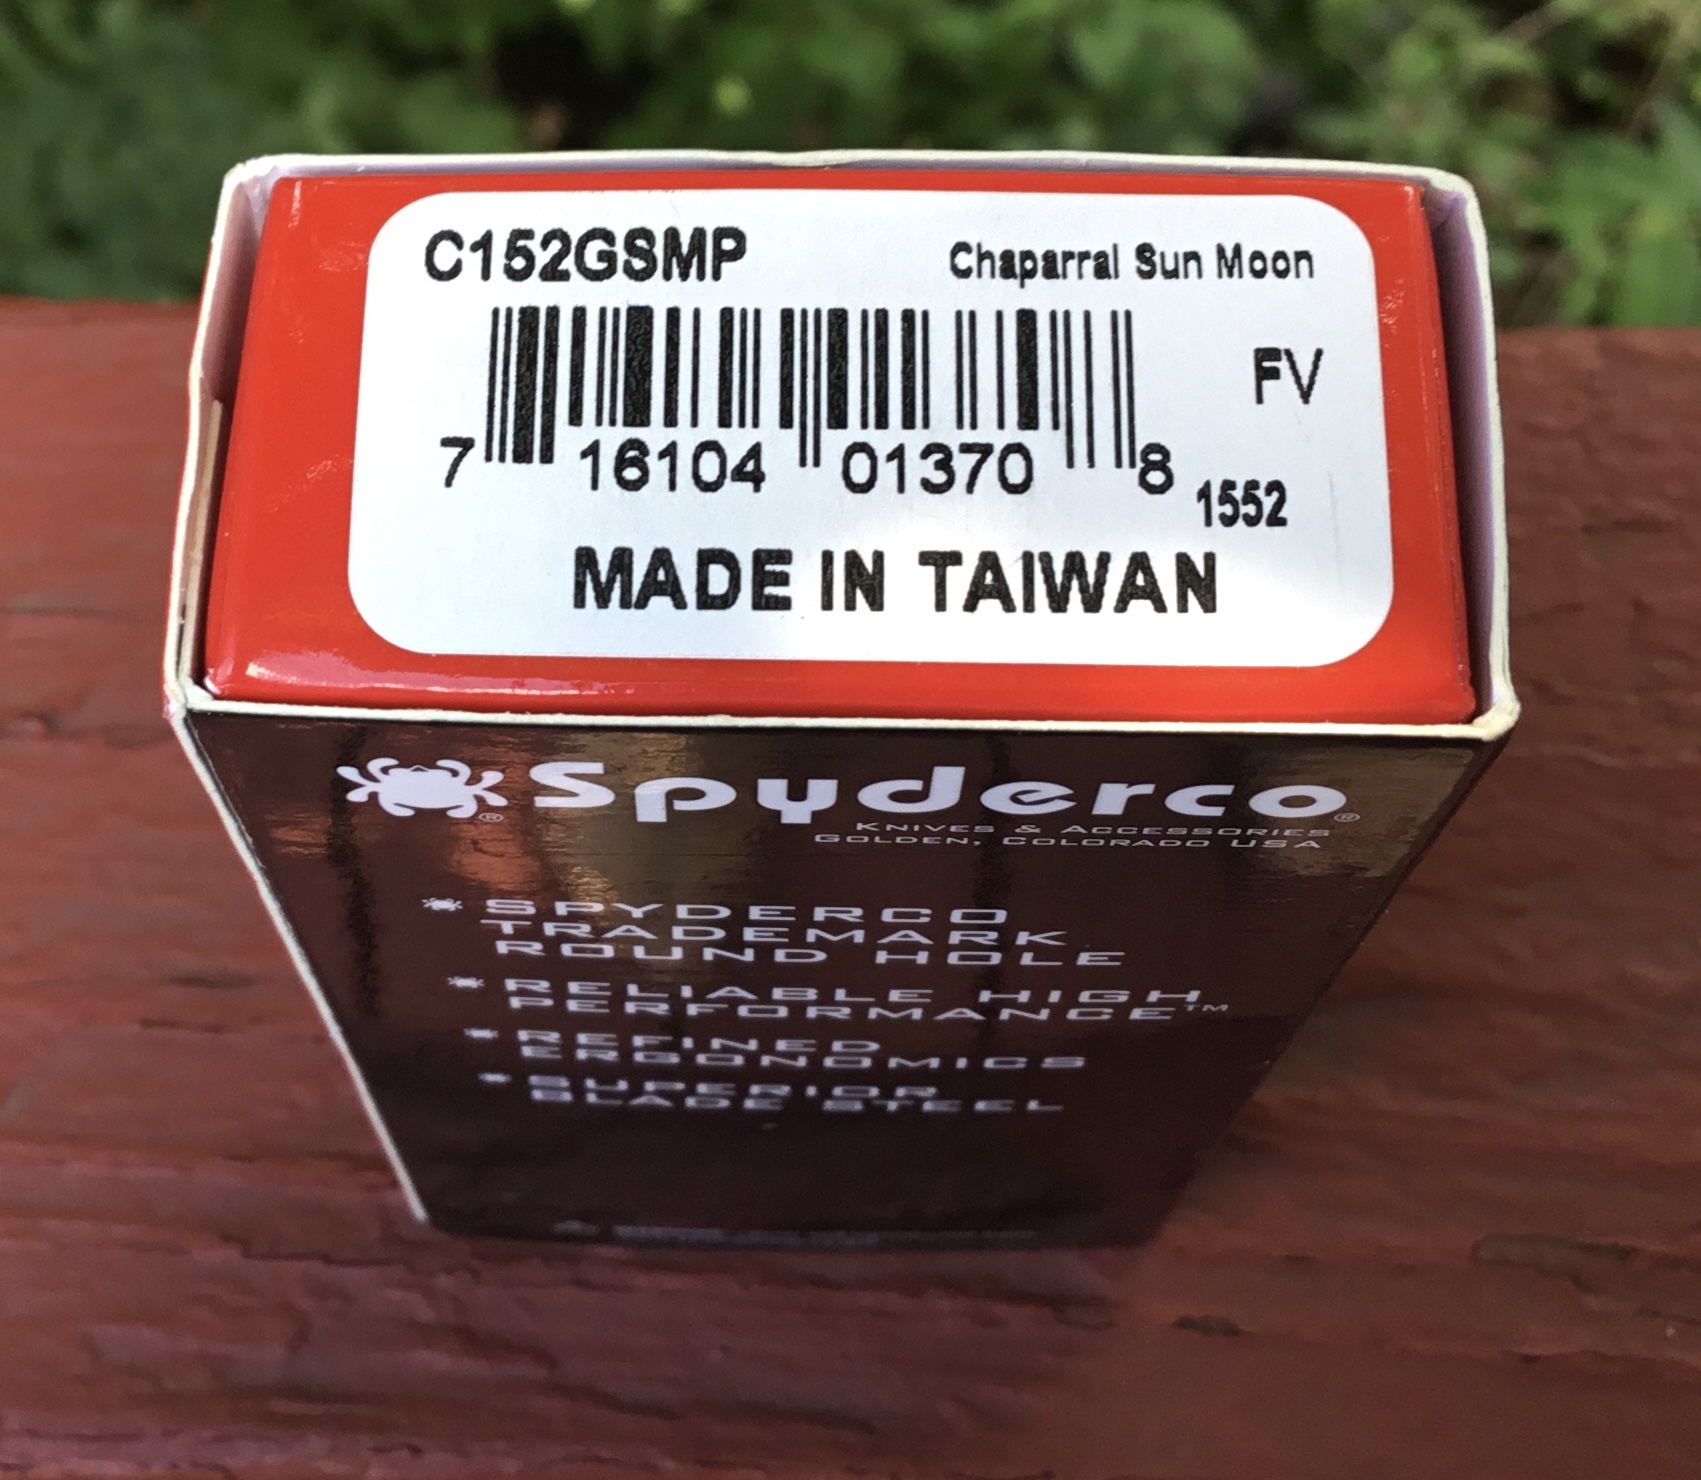 C152GSMP
Chaparral Sun Moon
FV
7 16104 01370 8
1552
MADE IN TAIWAN
Spyderco®
®
KNIVES & ACCESSORIES
GOLDEN, COLORADO USA
SPYDERCO
TRADEMARK
ROUND HOLE
RELIABLE HIGH
PERFORMANCE™
REFINED
ERGONOMICS
SUPERIOR
BLADE STEEL